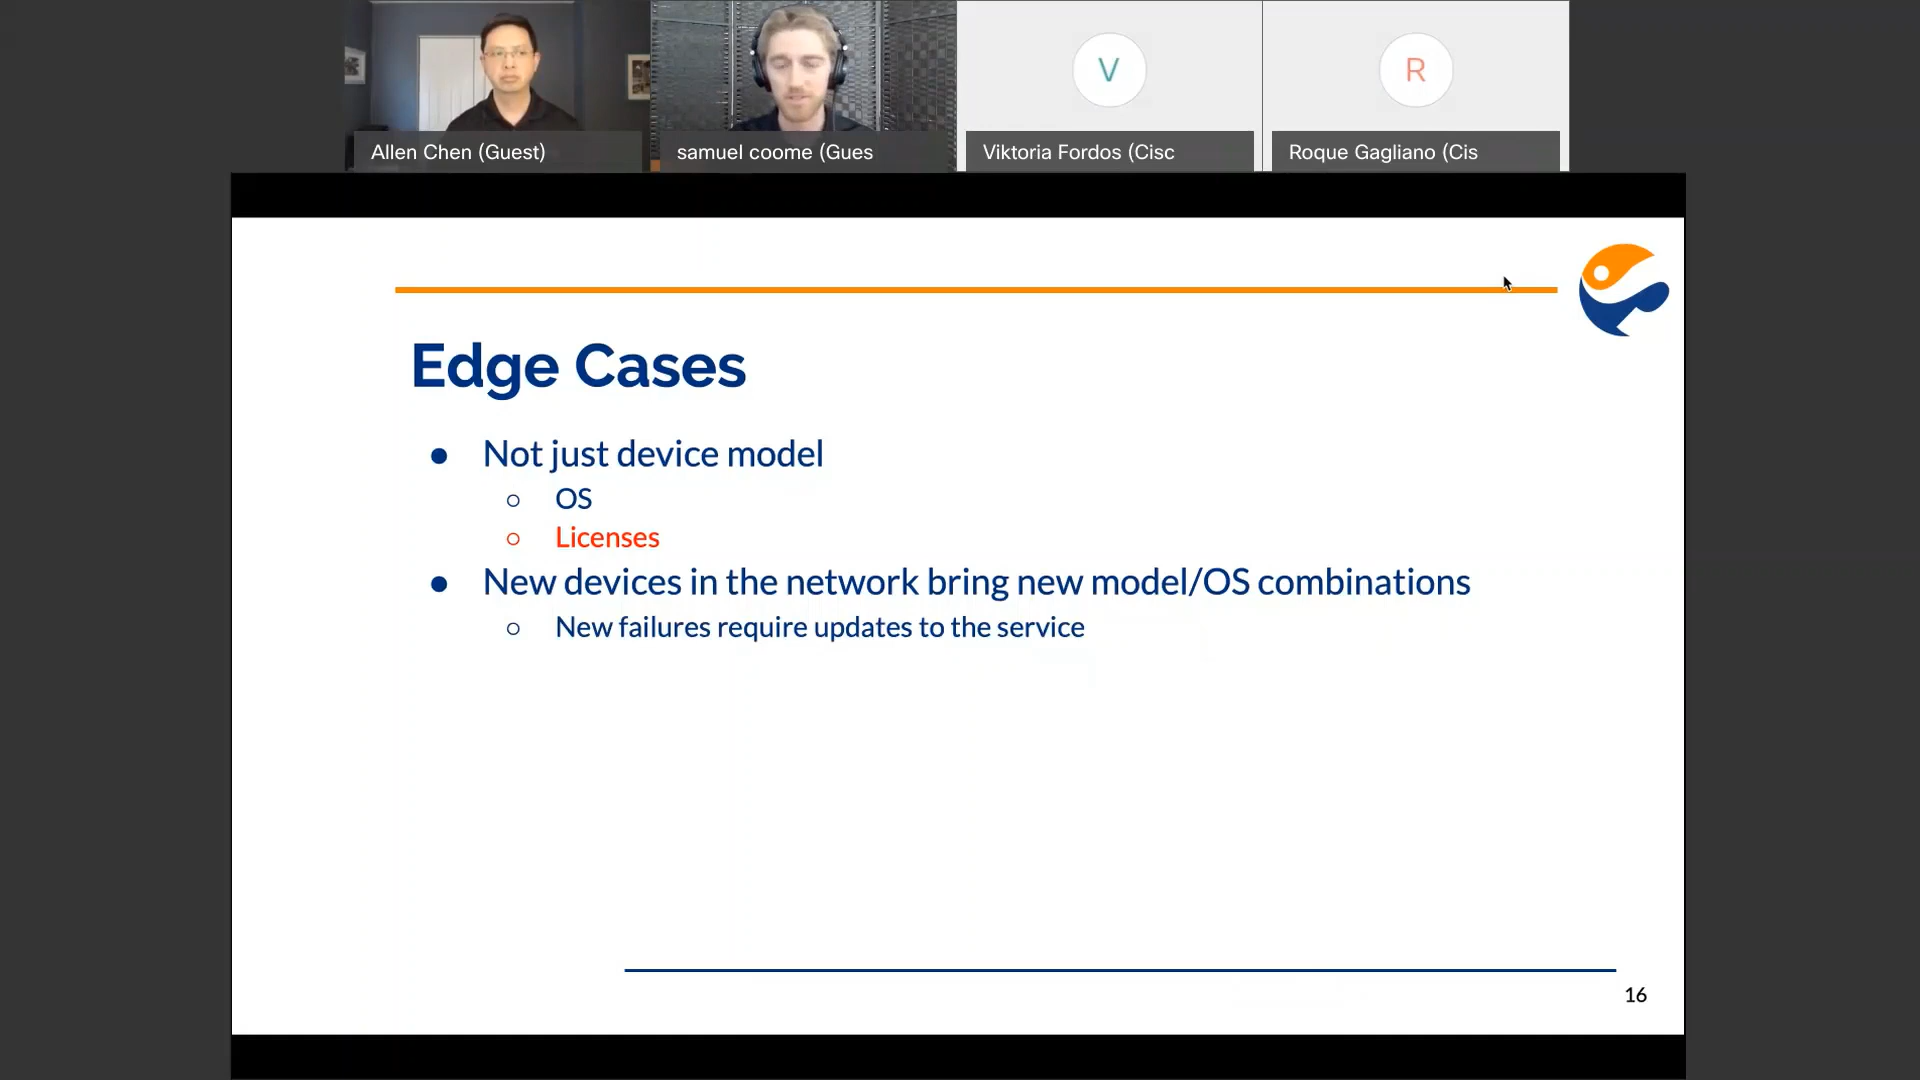 Allen Chen (Guest)
samuel coome (Gues
V
Viktoria Fordos (Cisc
R
Roque Gagliano (Cis
Edge Cases
● Not just device model
○ OS
○ Licenses
● New devices in the network bring new model/OS combinations
○ New failures require updates to the service
16